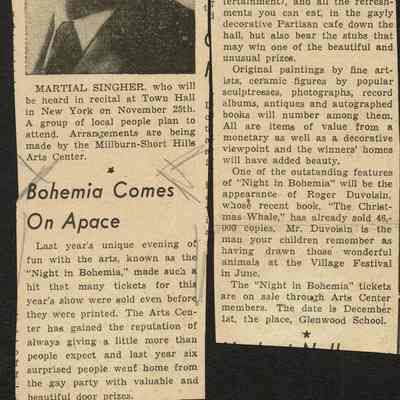 MARTIAL SINGHER, who will
be heard in recital at Town Hall
in New York on November 25th.
A group of local people plan to
attend. Arrangements are being
made by the Millburn-Short Hills
Arts Center.
Bohemia Comes
On Apace
Last year's unique evening of
fun with the arts, known as the
"Night in Bohemia," made such a
hit that many tickets for this
year's show were sold even before
they were printed. The Arts Cen-
ter has gained the reputation of
always giving a little more than
people expect and last year six
surprised people went home from
the gay party with valuable and
beautiful door prizes.
tertainment), and all the refresh-
ments you can eat, in the gayly
decorative Partisan cafe down the
hall, but also bear the stubs that
may win one of the beautiful and
unusual prizes.
Original paintings by fine art-
ists, ceramic figures by popular
sculptresses, photographs, record
albums, antiques and autographed
books will number among them.
All are items of value from a
monetary as well as a decorative
viewpoint and the winners' homes
will have added beauty.
One of the outstanding features
of "Night in Bohemia" will be the
appearance of Roger Duvoisin,
whose recent book, "The Christ-
mas Whale," has already sold 46,-
000 copies. Mr. Duvoisin is the
man your children remember as
having drawn those wonderful
animals at the Village Festival
in June.
The "Night in Bohemia" tickets
are on sale through Arts Center
members. The date is December
1st, the place, Glenwood School.